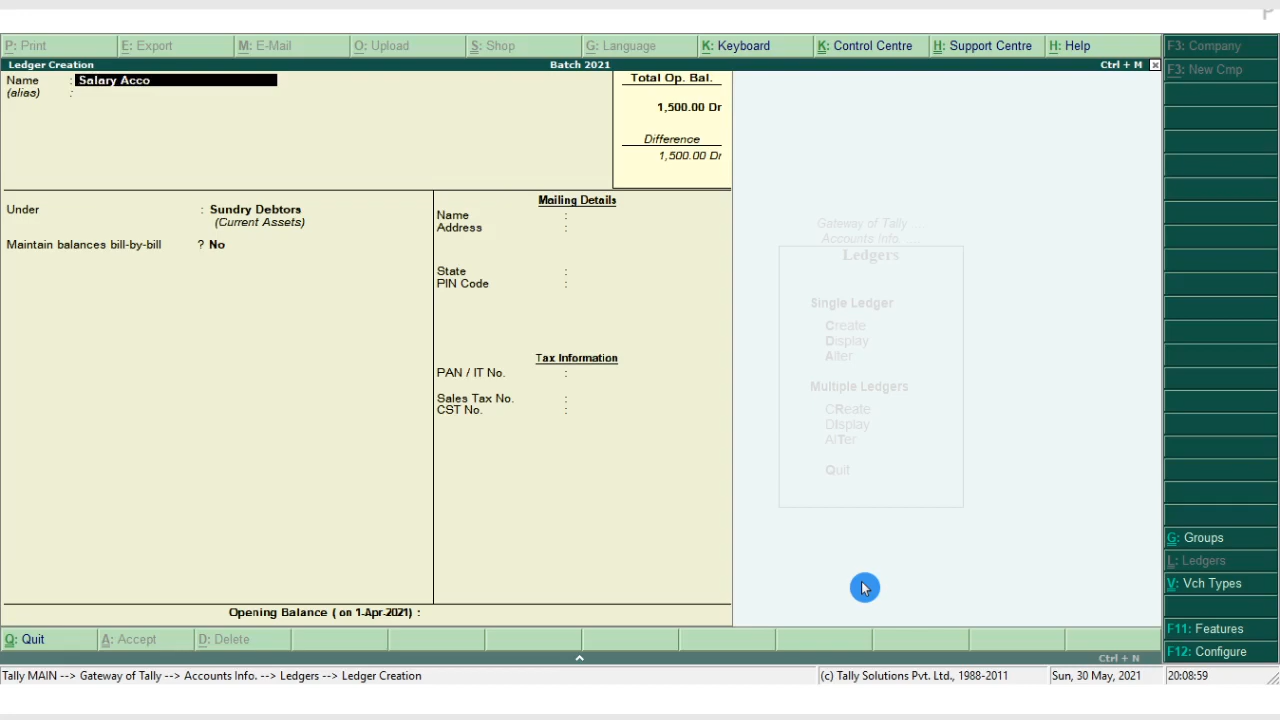 P
P: Print E: Export M: E-Mail O: Upload S: Shop G: Language K: Keyboard K: Control Centre H: Support Centre H: Help
F3: Company
Ledger Creation Batch 2021 Ctrl + M
F3: New Cmp
Name : Salary Acco
(alias) :
Total Op. Bal.
1,500.00 Dr
Difference
1,500.00 Dr
Under : Sundry Debtors
(Current Assets)
Maintain balances bill-by-bill ? No
Mailing Details
Name :
Address :
State :
PIN Code :
Tax Information
PAN / IT No. :
Sales Tax No. :
CST No. :
Opening Balance ( on 1-Apr-2021) :
Gateway of Tally ...
Accounts Info. ....
Ledgers
Single Ledger
Create
Display
Alter
Multiple Ledgers
CReate
DIsplay
AlTer
Quit
G: Groups
L: Ledgers
V: Vch Types
F11: Features
F12: Configure
Q: Quit A: Accept D: Delete
Ctrl + N
Tally MAIN --> Gateway of Tally --> Accounts Info. --> Ledgers --> Ledger Creation (c) Tally Solutions Pvt. Ltd., 1988-2011 Sun, 30 May, 2021 20:08:59